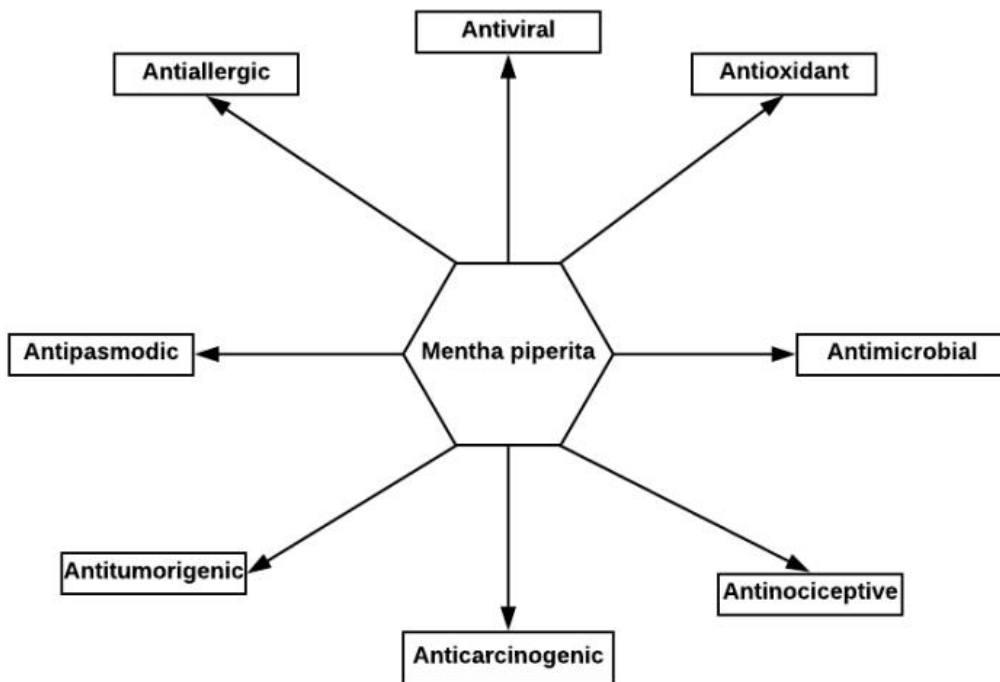 Antiviral
Antiallergic
Antioxidant
Antipasmodic
Mentha piperita
Antimicrobial
Antitumorigenic
Antinociceptive
Anticarcinogenic